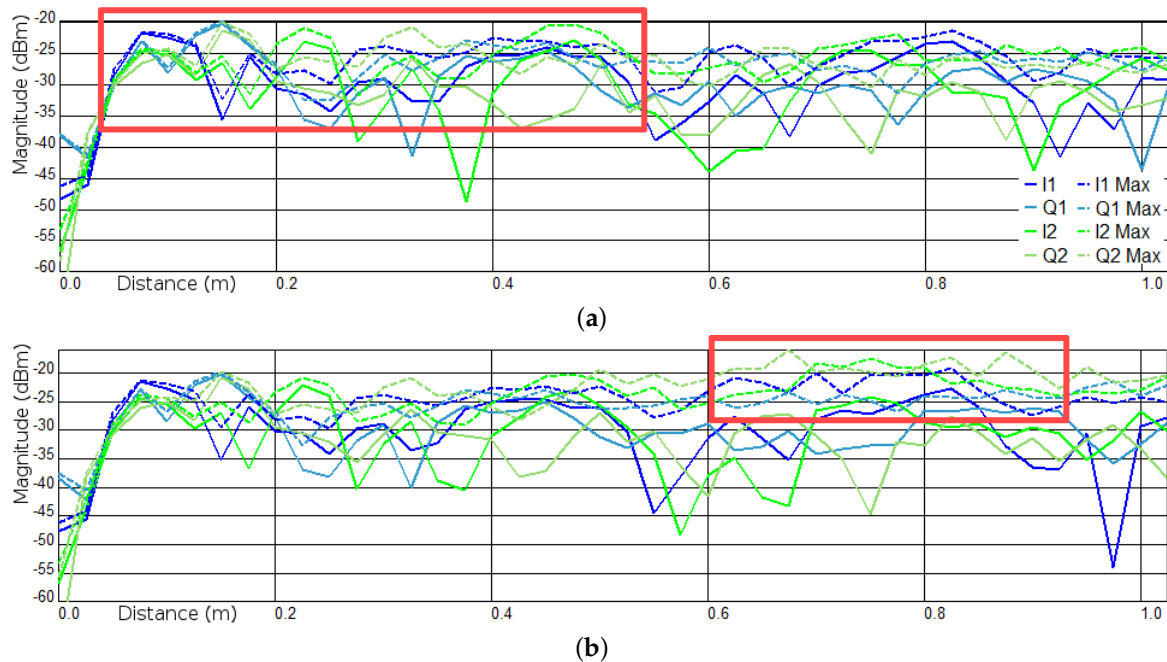 -20
-25
-30
-35
-40
-45
-50
-55
-60
Magnitude (dBm)
I1 I1 Max
Q1 Q1 Max
I2 I2 Max
Q2 Q2 Max
0.0 Distance (m) 0.2 0.4 0.6 0.8 1.0
(a)
-20
-25
-30
-35
-40
-45
-50
-55
-60
Magnitude (dBm)
0.0 Distance (m) 0.2 0.4 0.6 0.8 1.0
(b)